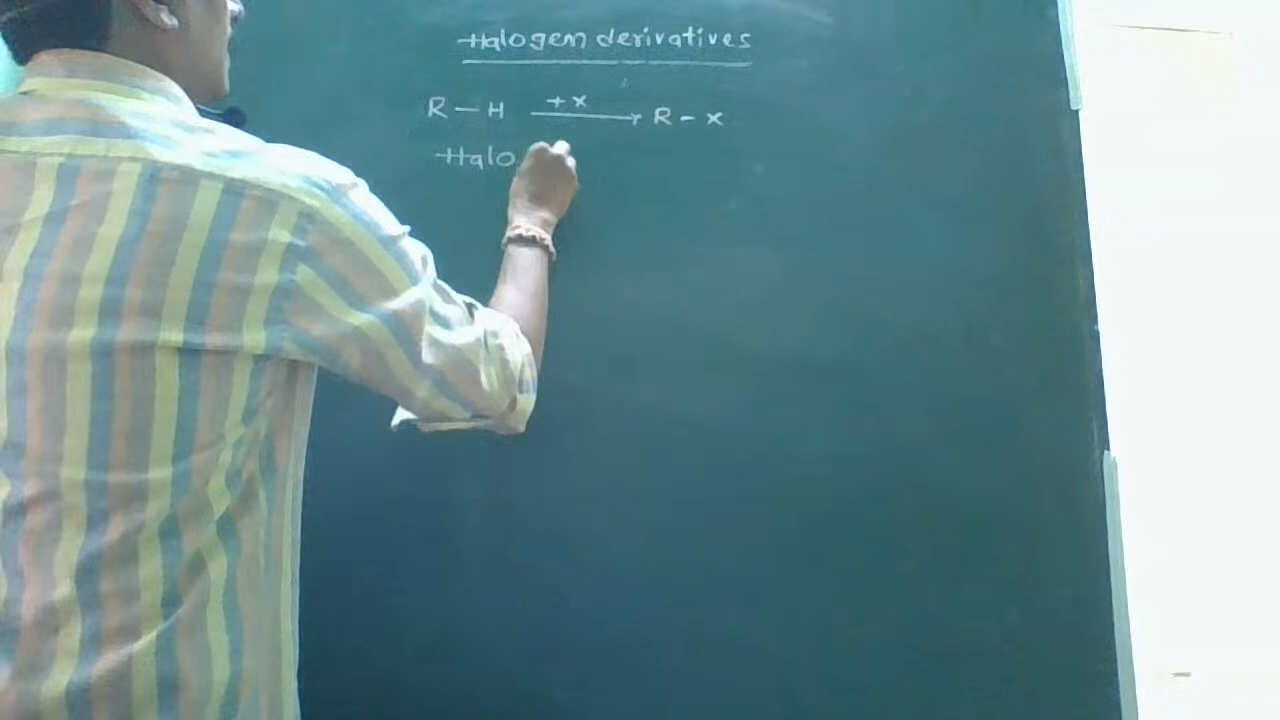 Halogen derivatives
R - H +x → R - x
Halo